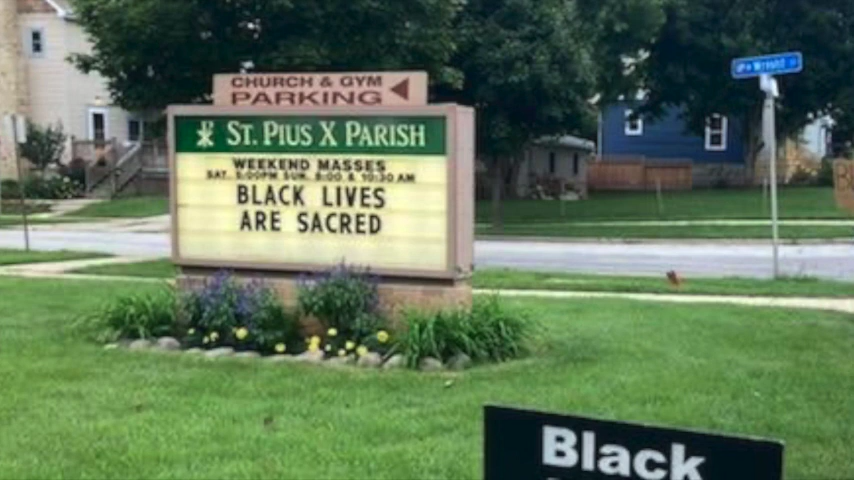 CHURCH & GYM
PARKING
ST. PIUS X PARISH
WEEKEND MASSES
SAT. 5:00PM SUN. 8:00 & 10:30 AM
BLACK LIVES
ARE SACRED
Black